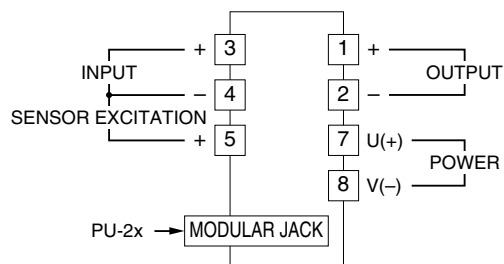 + 3
INPUT
− 4
SENSOR EXCITATION
+ 5
1 +
OUTPUT
2 −
7 U(+)
POWER
8 V(−)
PU-2x
MODULAR JACK